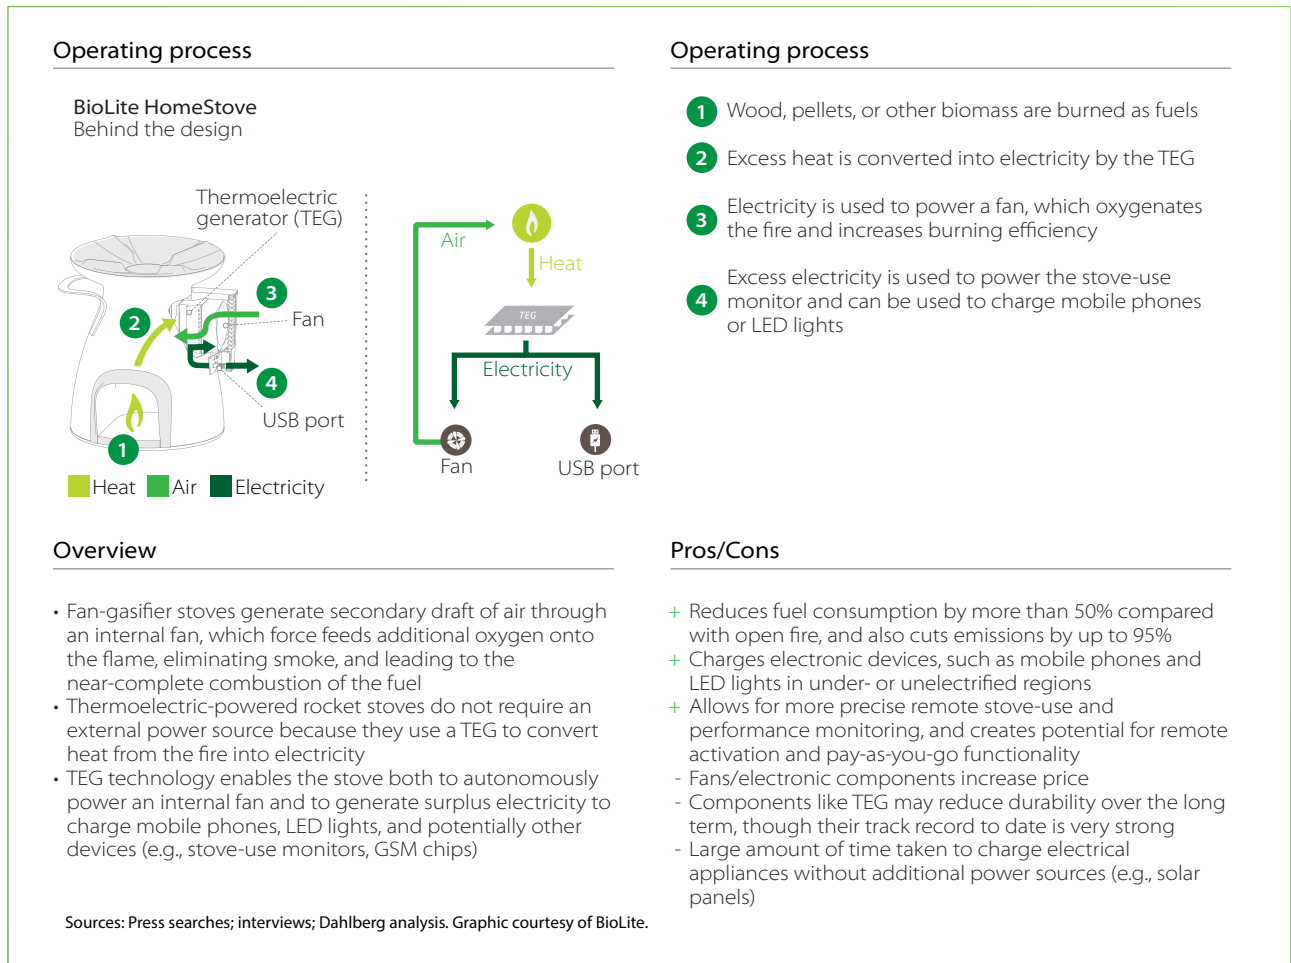 Operating process
BioLite HomeStove
Behind the design
Thermoelectric
generator (TEG)
3
Fan
2
4
USB port
1
Heat
Air
Electricity
Air
Heat
TEG
Electricity
Fan
USB port
Operating process
1 Wood, pellets, or other biomass are burned as fuels
2 Excess heat is converted into electricity by the TEG
Electricity is used to power a fan, which oxygenates
3 the fire and increases burning efficiency
Excess electricity is used to power the stove-use
4 monitor and can be used to charge mobile phones
or LED lights
Overview
• Fan-gasifier stoves generate secondary draft of air through
an internal fan, which force feeds additional oxygen onto
the flame, eliminating smoke, and leading to the
near-complete combustion of the fuel
• Thermoelectric-powered rocket stoves do not require an
external power source because they use a TEG to convert
heat from the fire into electricity
• TEG technology enables the stove both to autonomously
power an internal fan and to generate surplus electricity to
charge mobile phones, LED lights, and potentially other
devices (e.g., stove-use monitors, GSM chips)
Pros/Cons
+ Reduces fuel consumption by more than 50% compared
with open fire, and also cuts emissions by up to 95%
+ Charges electronic devices, such as mobile phones and
LED lights in under- or unelectrified regions
+ Allows for more precise remote stove-use and
performance monitoring, and creates potential for remote
activation and pay-as-you-go functionality
- Fans/electronic components increase price
- Components like TEG may reduce durability over the long
term, though their track record to date is very strong
- Large amount of time taken to charge electrical
appliances without additional power sources (e.g., solar
panels)
Sources: Press searches; interviews; Dahlberg analysis. Graphic courtesy of BioLite.